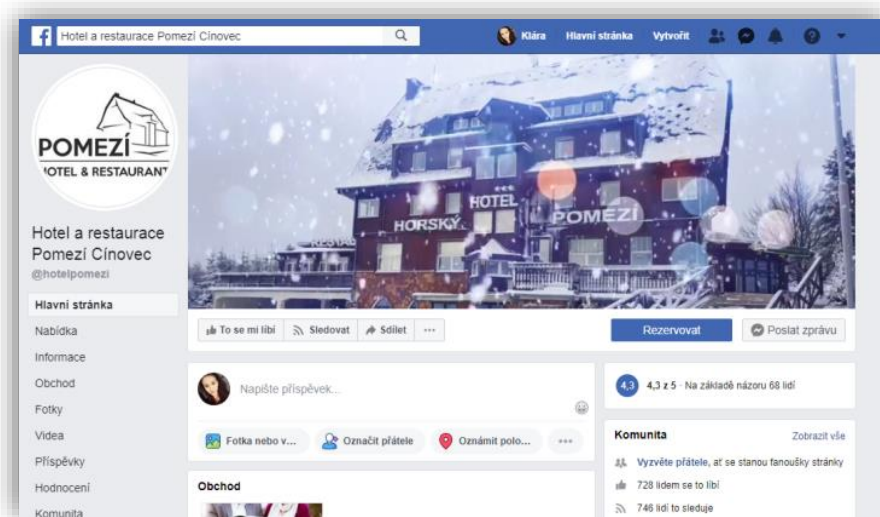 Hotel a restaurace Pomezí Cínovec
Klára Hlavní stránka Vytvořit
POMEZÍ
HOTEL & RESTAURANT
HORSKÝ HOTEL POMEZÍ
Hotel a restaurace
Pomezí Cínovec
@hotelpomezi
Hlavní stránka
Nabídka
Informace
Obchod
Fotky
Videa
Příspěvky
Hodnocení
Komunita
To se mi líbí Sledovat Sdílet ...
Rezervovat Poslat zprávu
Napište příspěvek...
Fotka nebo v... Označit přátele Oznámit polo... ...
Obchod
4,3 4,3 z 5 · Na základě názoru 68 lidí
Komunita Zobrazit vše
Vyzvěte přátele, ať se stanou fanoušky stránky
728 lidem se to líbí
746 lidí to sleduje